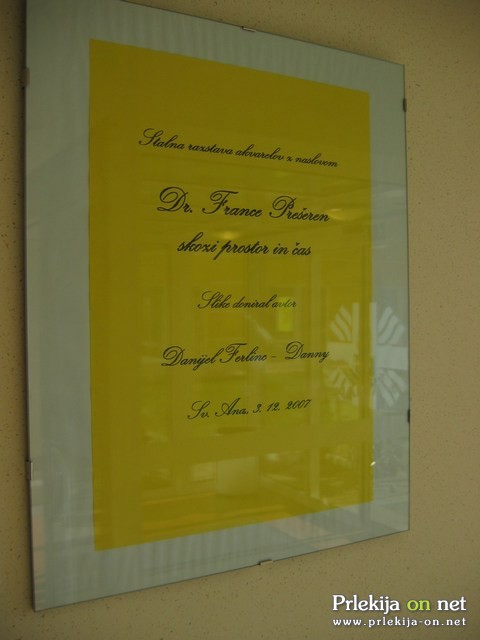 Stalna razstava akvarelov z naslovom
Dr. France Prešeren
skozi prostor in čas
Slike doniral avtor
Danijel Ferlinc - Danny
Sv. Ana, 3. 12. 2007
Prlekija on net
www.prlekija-on.net